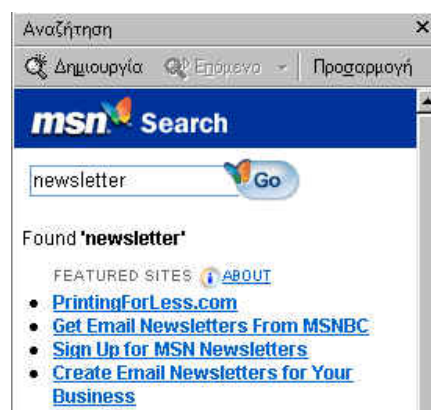 Αναζήτηση
Δημιουργία Επόμενο Προσαρμογή
msn Search
newsletter Go
Found 'newsletter'
FEATURED SITES ABOUT
PrintingForLess.com
Get Email Newsletters From MSNBC
Sign Up for MSN Newsletters
Create Email Newsletters for Your
Business